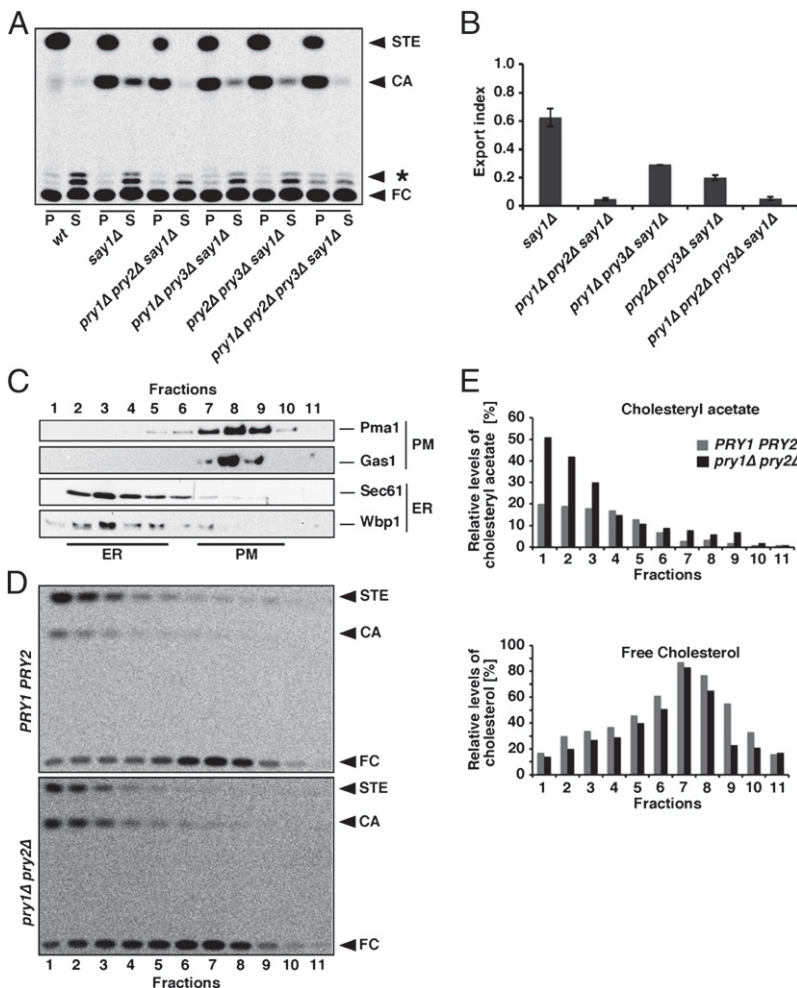 A
STE
CA
*
FC
P S P S P S P S P S P S
wt
say1Δ
pry1Δ pry2Δ say1Δ
pry1Δ pry3Δ say1Δ
pry2Δ pry3Δ say1Δ
pry1Δ pry2Δ pry3Δ say1Δ
B
Export index
1.0
0.8
0.6
0.4
0.2
0
say1Δ
pry1Δ pry2Δ say1Δ
pry1Δ pry3Δ say1Δ
pry2Δ pry3Δ say1Δ
pry1Δ pry2Δ pry3Δ say1Δ
C
Fractions
1 2 3 4 5 6 7 8 9 10 11
Pma1
Gas1
PM
Sec61
Wbp1
ER
ER PM
D
PRY1 PRY2
STE
CA
FC
pry1Δ pry2Δ
STE
CA
FC
1 2 3 4 5 6 7 8 9 10 11
Fractions
E
Cholesteryl acetate
PRY1 PRY2
pry1Δ pry2Δ
Relative levels of
cholesteryl acetate [%]
60
50
40
30
20
10
0
1 2 3 4 5 6 7 8 9 10 11
Fractions
Free Cholesterol
Relative levels of
cholesterol [%]
100
80
60
40
20
0
1 2 3 4 5 6 7 8 9 10 11
Fractions